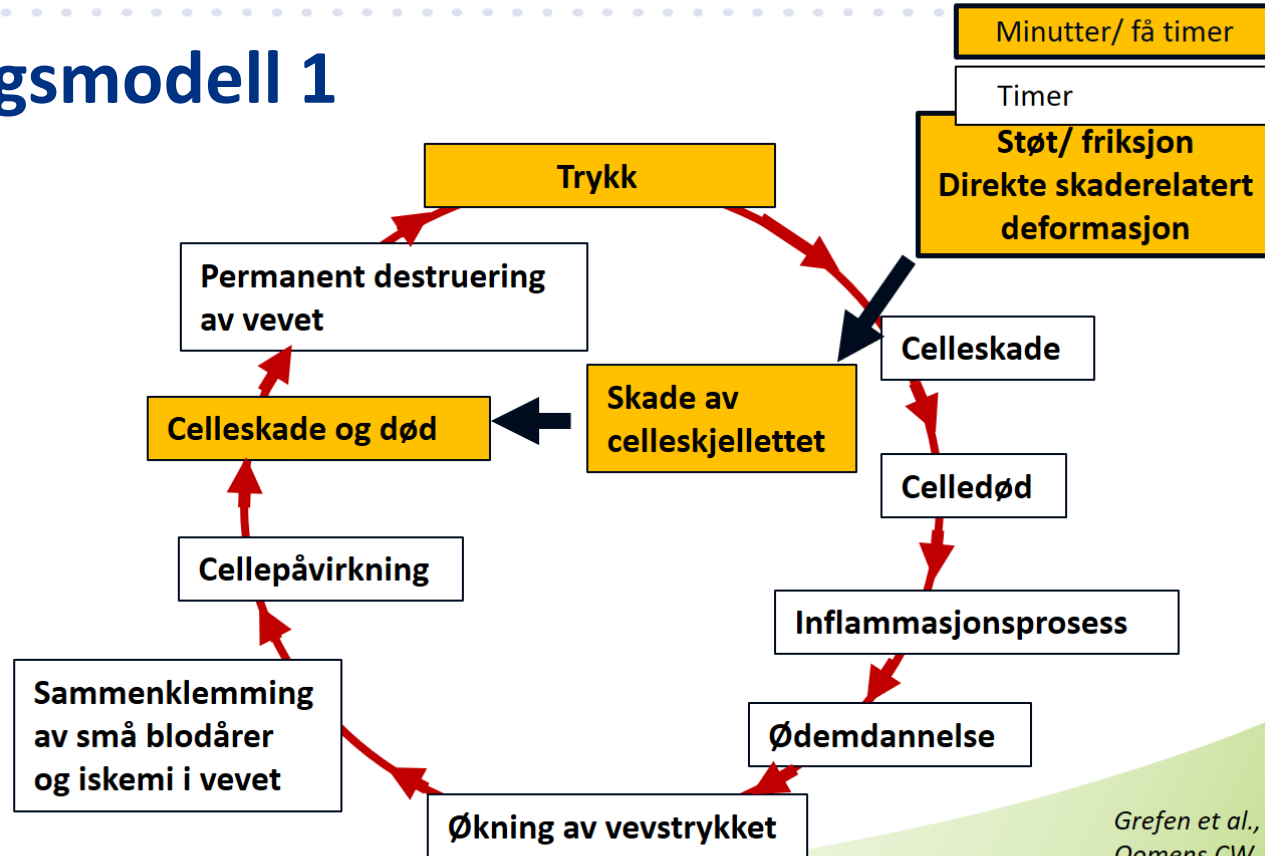 gsmodell 1
Minutter/ få timer
Timer
Støt/ friksjon
Direkte skaderelatert
deformasjon
Trykk
Permanent destruering
av vevet
Celleskade
Skade av
celleskjellettet
Celleskade og død
Celledød
Cellepåvirkning
Inflammasjonsprosess
Sammenklemming
av små blodårer
og iskemi i vevet
Ødemdannelse
Økning av vevstrykket
Grefen et al.,
Oomens CW